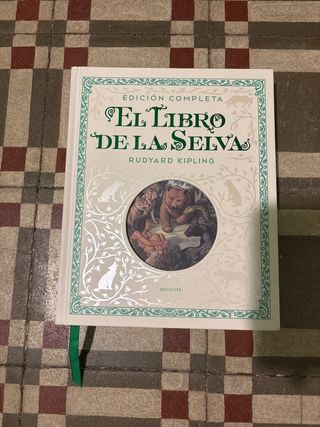 EDICIÓN COMPLETA
EL LIBRO
DE LA SELVA
RUDYARD KIPLING
EDELVIVES